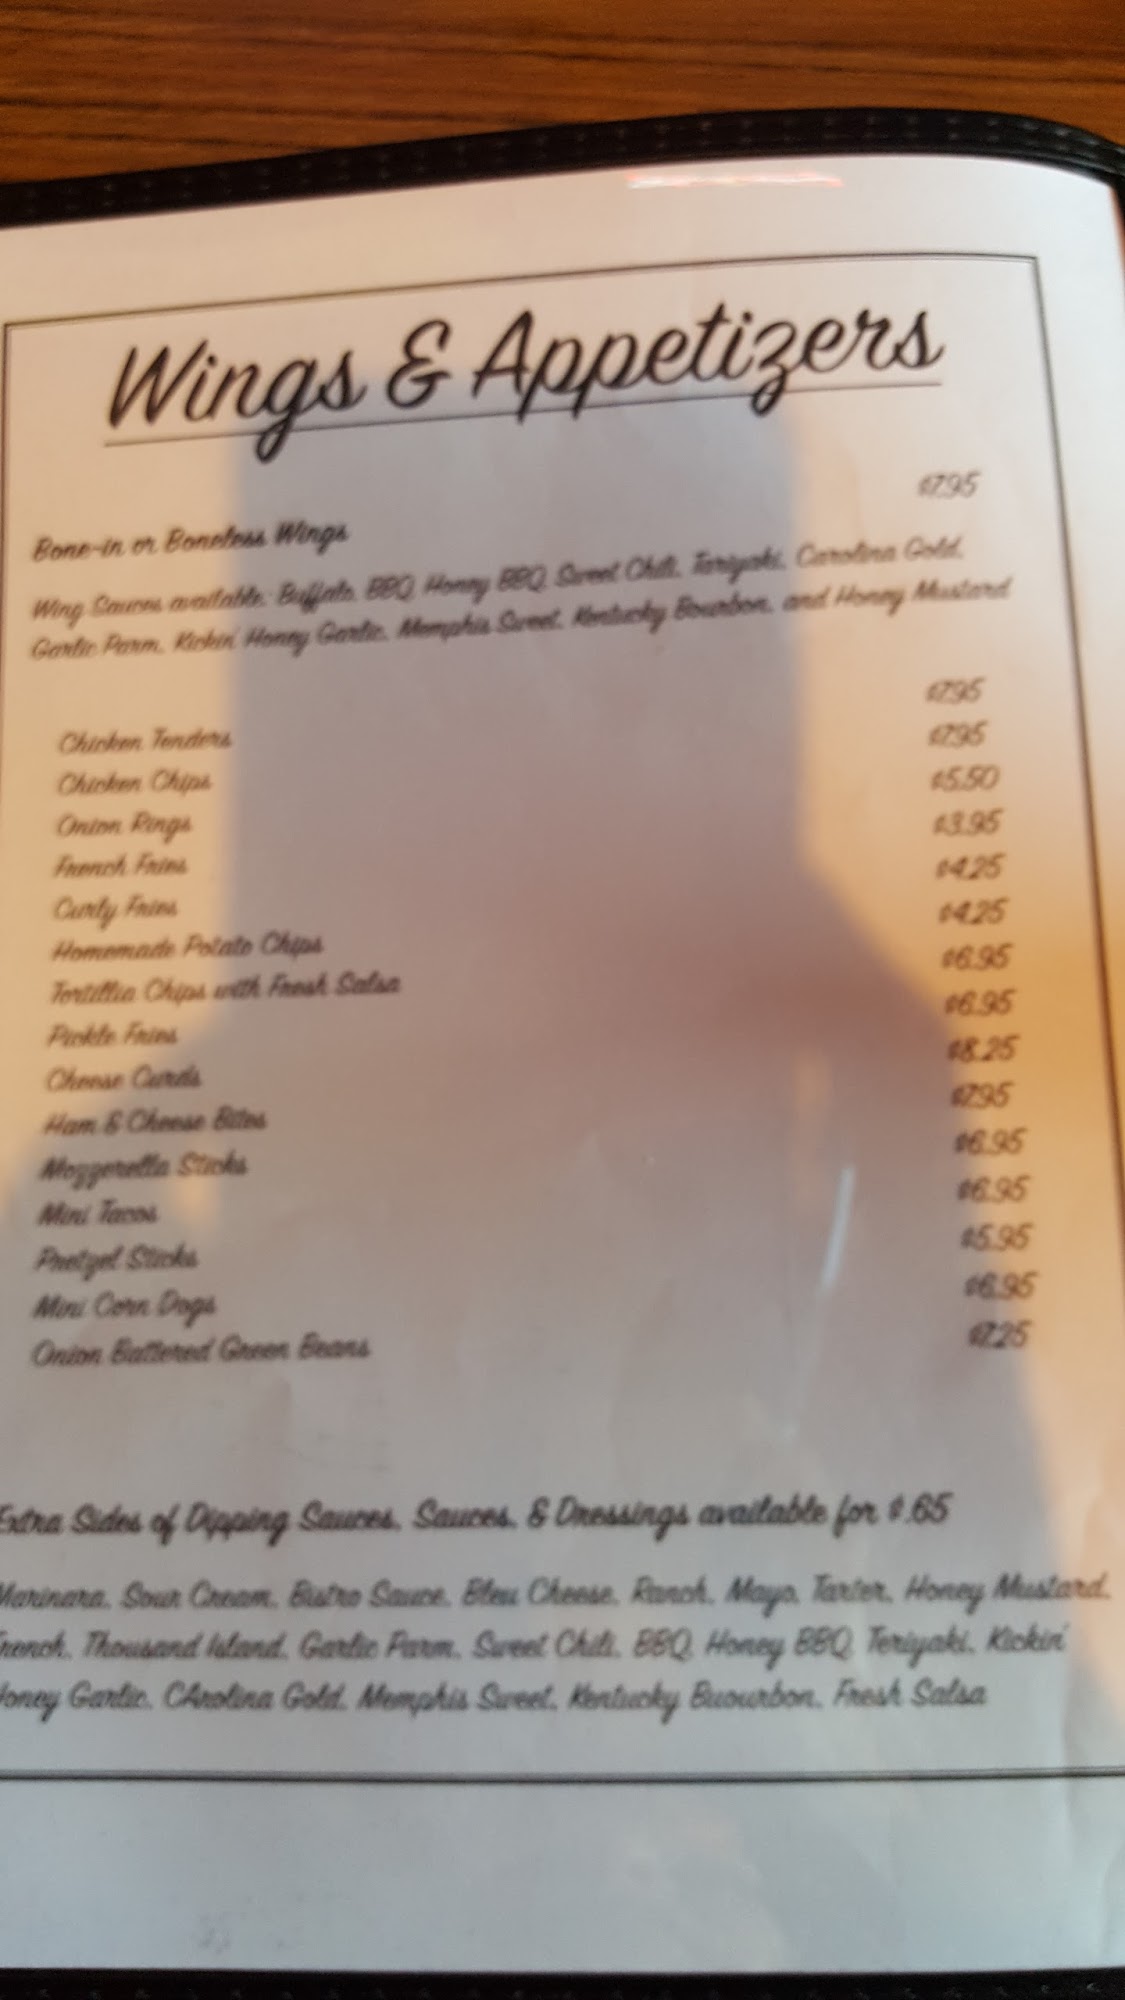 Wings & Appetizers
Bone-in or Boneless Wings $7.95
Wing Sauces available: Buffalo, BBQ, Honey BBQ, Sweet Chili, Teriyaki, Carolina Gold,
Garlic Parm, Kickin' Honey Garlic, Memphis Sweet, Kentucky Bourbon, and Honey Mustard
Chicken Tenders $7.95
Chicken Chips $7.95
Onion Rings $5.50
French Fries $3.95
Curly Fries $4.25
Homemade Potato Chips $4.25
Tortillia Chips with Fresh Salsa $6.95
Pickle Fries $6.95
Cheese Curds $8.25
Ham & Cheese Bites $7.95
Mozzerella Sticks $6.95
Mini Tacos $6.95
Pretzel Sticks $5.95
Mini Corn Dogs $6.95
Onion Battered Green Beans $7.25
Extra Sides of Dipping Sauces, Sauces, & Dressings available for $.65
Marinara, Sour Cream, Bistro Sauce, Bleu Cheese, Ranch, Mayo, Tarter, Honey Mustard,
French, Thousand Island, Garlic Parm, Sweet Chili, BBQ, Honey BBQ, Teriyaki, Kickin'
Honey Garlic, CArolina Gold, Memphis Sweet, Kentucky Buourbon, Fresh Salsa